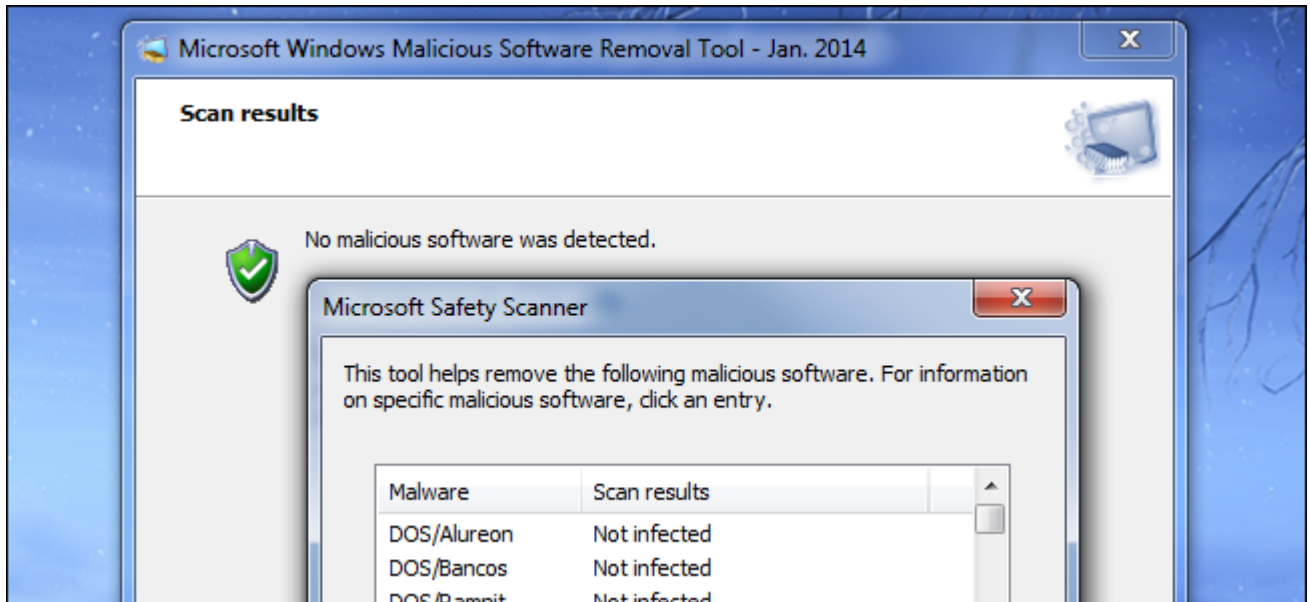 Microsoft Windows Malicious Software Removal Tool - Jan. 2014
Scan results
No malicious software was detected.
Microsoft Safety Scanner
This tool helps remove the following malicious software. For information
on specific malicious software, click an entry.
Malware Scan results
DOS/Alureon Not infected
DOS/Bancos Not infected
Not infected